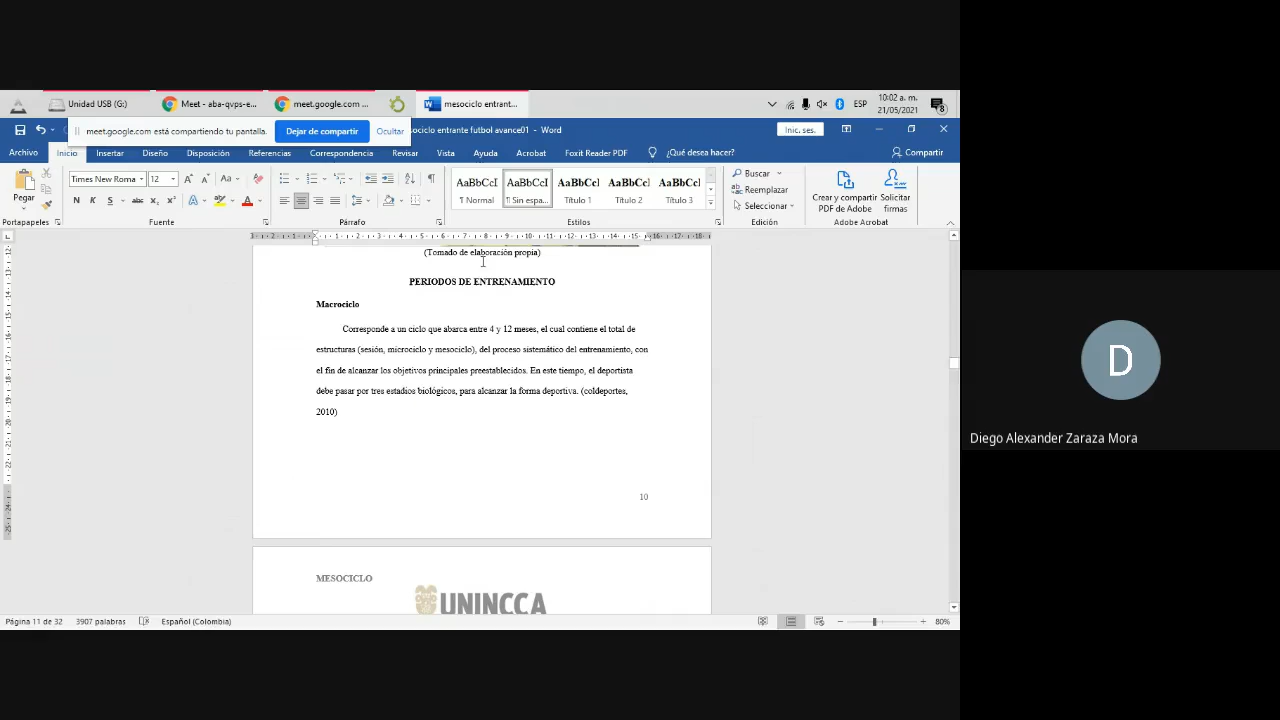 Unidad USB (G:)
Meet - aba-qvps-e...
meet.google.com ...
mesociclo entrant...
ESP
10:02 a. m.
21/05/2021
8
meet.google.com está compartiendo tu pantalla.
Dejar de compartir
Ocultar
ociclo entrante futbol avance01 - Word
Inic. ses.
Archivo
Inicio
Insertar
Diseño
Disposición
Referencias
Correspondencia
Revisar
Vista
Ayuda
Acrobat
Foxit Reader PDF
¿Qué desea hacer?
Compartir
Pegar
Times New Roma
12
Aa
N K S abc x₂ x²
AaBbCcI
Normal
AaBbCcI
Sin espa...
AaBbCcl
Título 1
AaBbCcl
Título 2
AaBbCcl
Título 3
Buscar
Reemplazar
Seleccionar
Crear y compartir
PDF de Adobe
Solicitar
firmas
Portapapeles
Fuente
Párrafo
Estilos
Edición
Adobe Acrobat
(Tomado de elaboración propia)
PERIODOS DE ENTRENAMIENTO
Macrociclo
Corresponde a un ciclo que abarca entre 4 y 12 meses, el cual contiene el total de
estructuras (sesión, microciclo y mesociclo), del proceso sistemático del entrenamiento, con
el fin de alcanzar los objetivos principales preestablecidos. En este tiempo, el deportista
debe pasar por tres estadios biológicos, para alcanzar la forma deportiva. (coldeportes,
2010)
10
MESOCICLO
UNINCCA
Página 11 de 32
3907 palabras
Español (Colombia)
80%
D
Diego Alexander Zaraza Mora